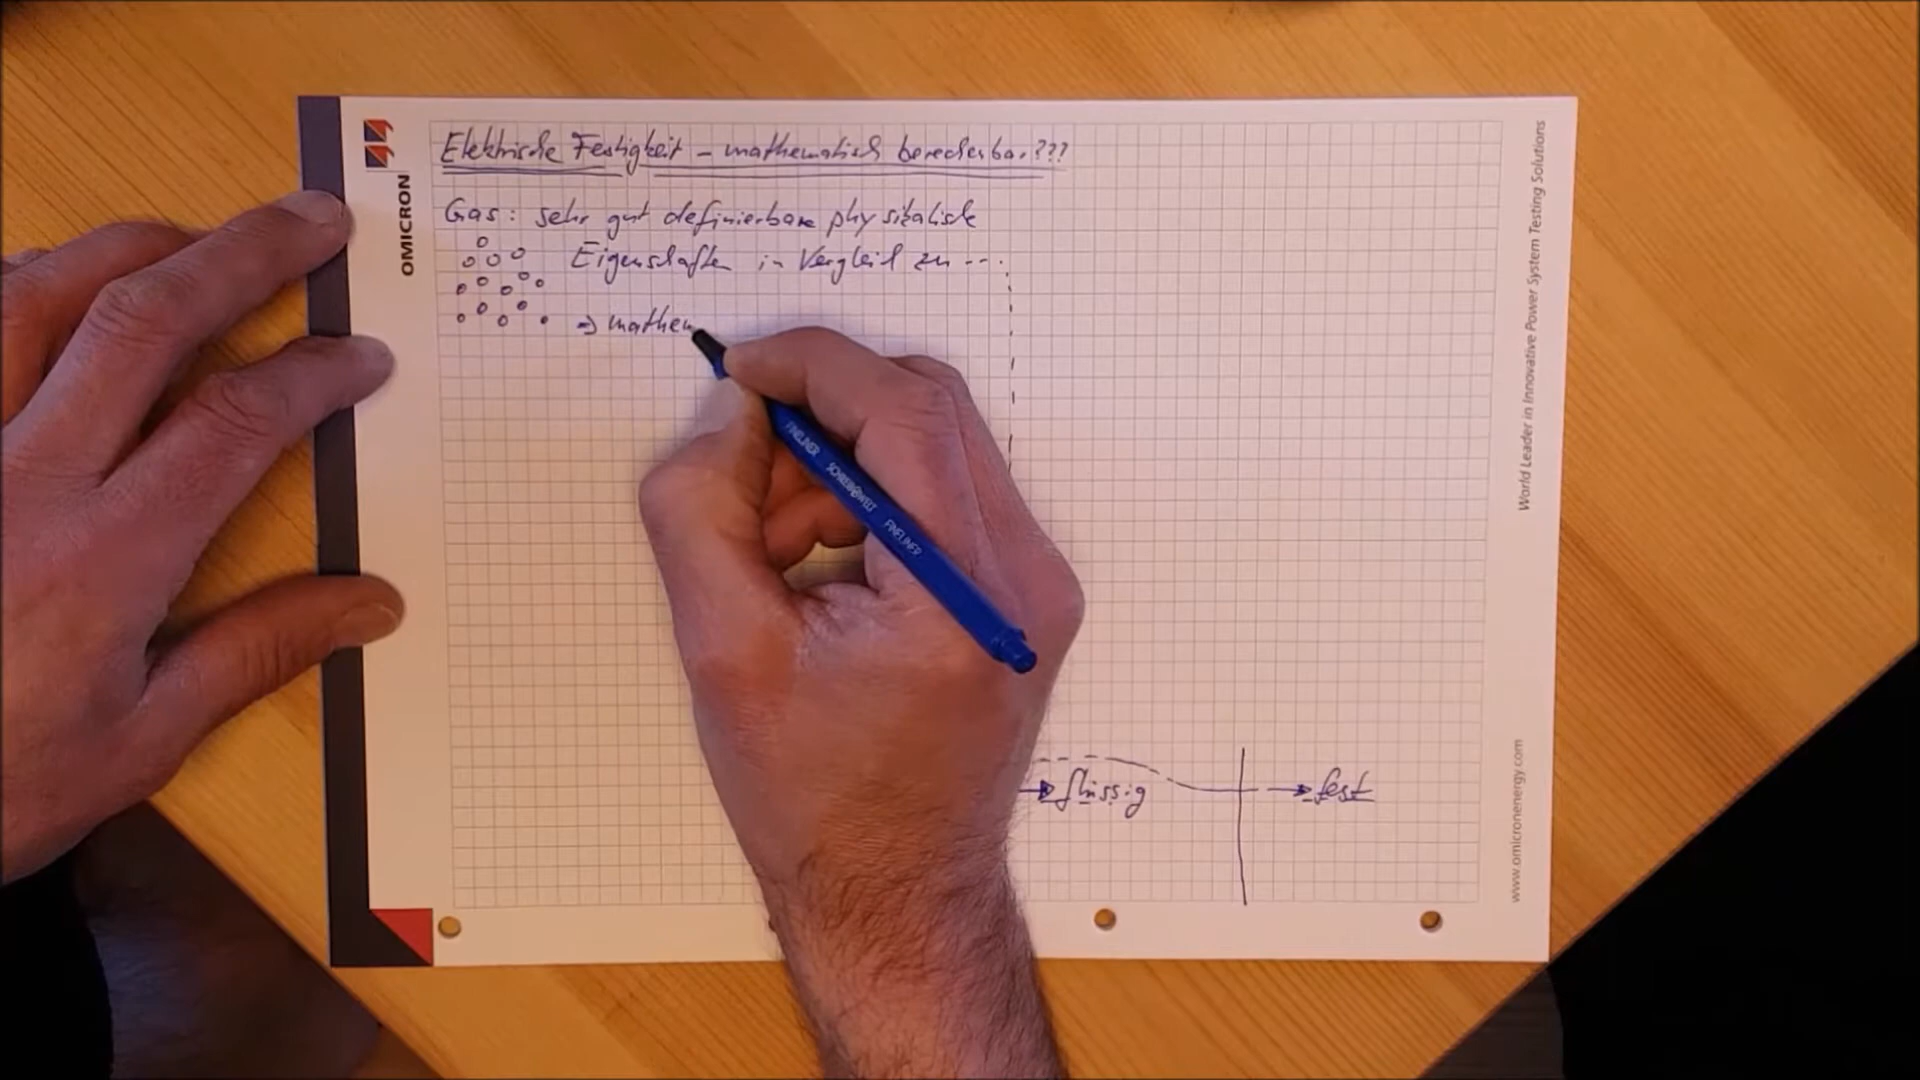 Elektrische Festigkeit – mathematisch berechenbar???
Gas: sehr gut definierbare physikalische
Eigenschaften im Vergleich zu ---
=> mathem
→ flüssig → fest
OMICRON
World Leader in Innovative Power System Testing Solutions
www.omicronenergy.com
FINELINER SCHREIBWELT FINELINER